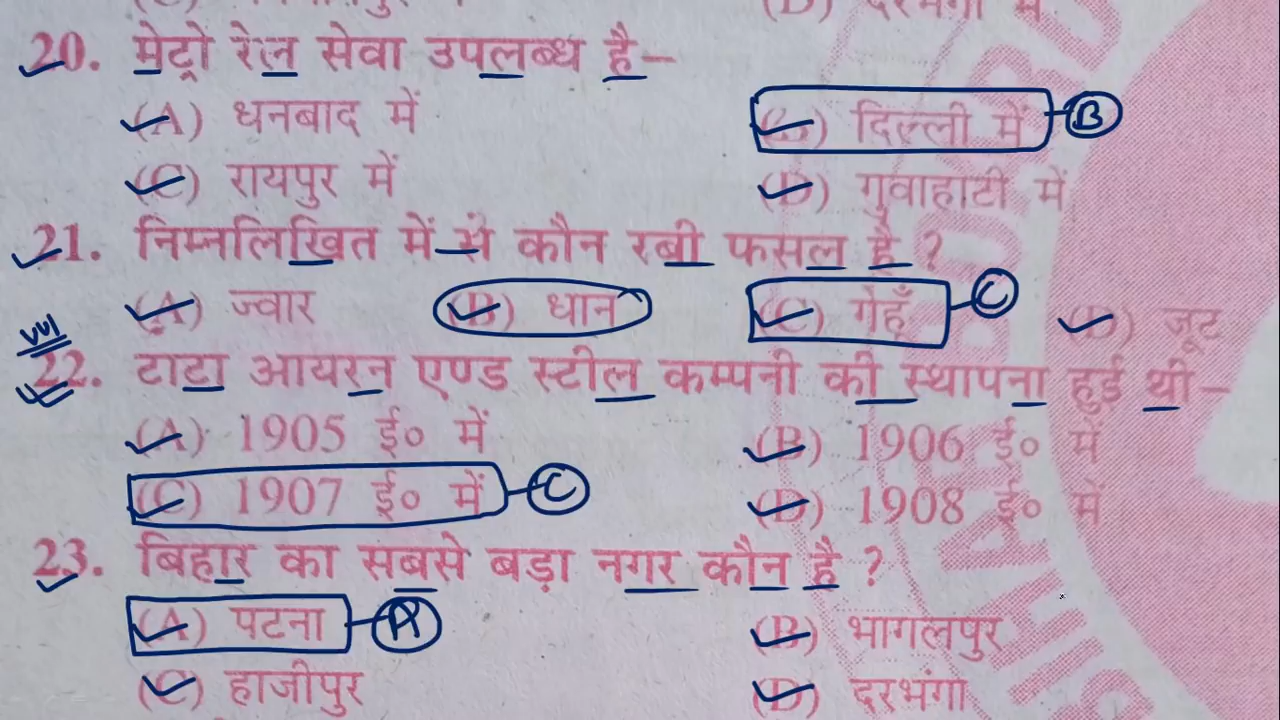 (D) दरभंगा में
20. मेट्रो रेल सेवा उपलब्ध है–
(A) धनबाद में
(B) दिल्ली में B
(C) रायपुर में
(D) गुवाहाटी में
21. निम्नलिखित में से कौन रबी फसल है ?
(A) ज्वार (B) धान (C) गेहूँ C (D) जूट
22. टाटा आयरन एण्ड स्टील कम्पनी की स्थापना हुई थी–
(A) 1905 ई० में (B) 1906 ई० में
(C) 1907 ई० में C (D) 1908 ई० में
23. बिहार का सबसे बड़ा नगर कौन है ?
(A) पटना A (B) भागलपुर
(C) हाजीपुर (D) दरभंगा